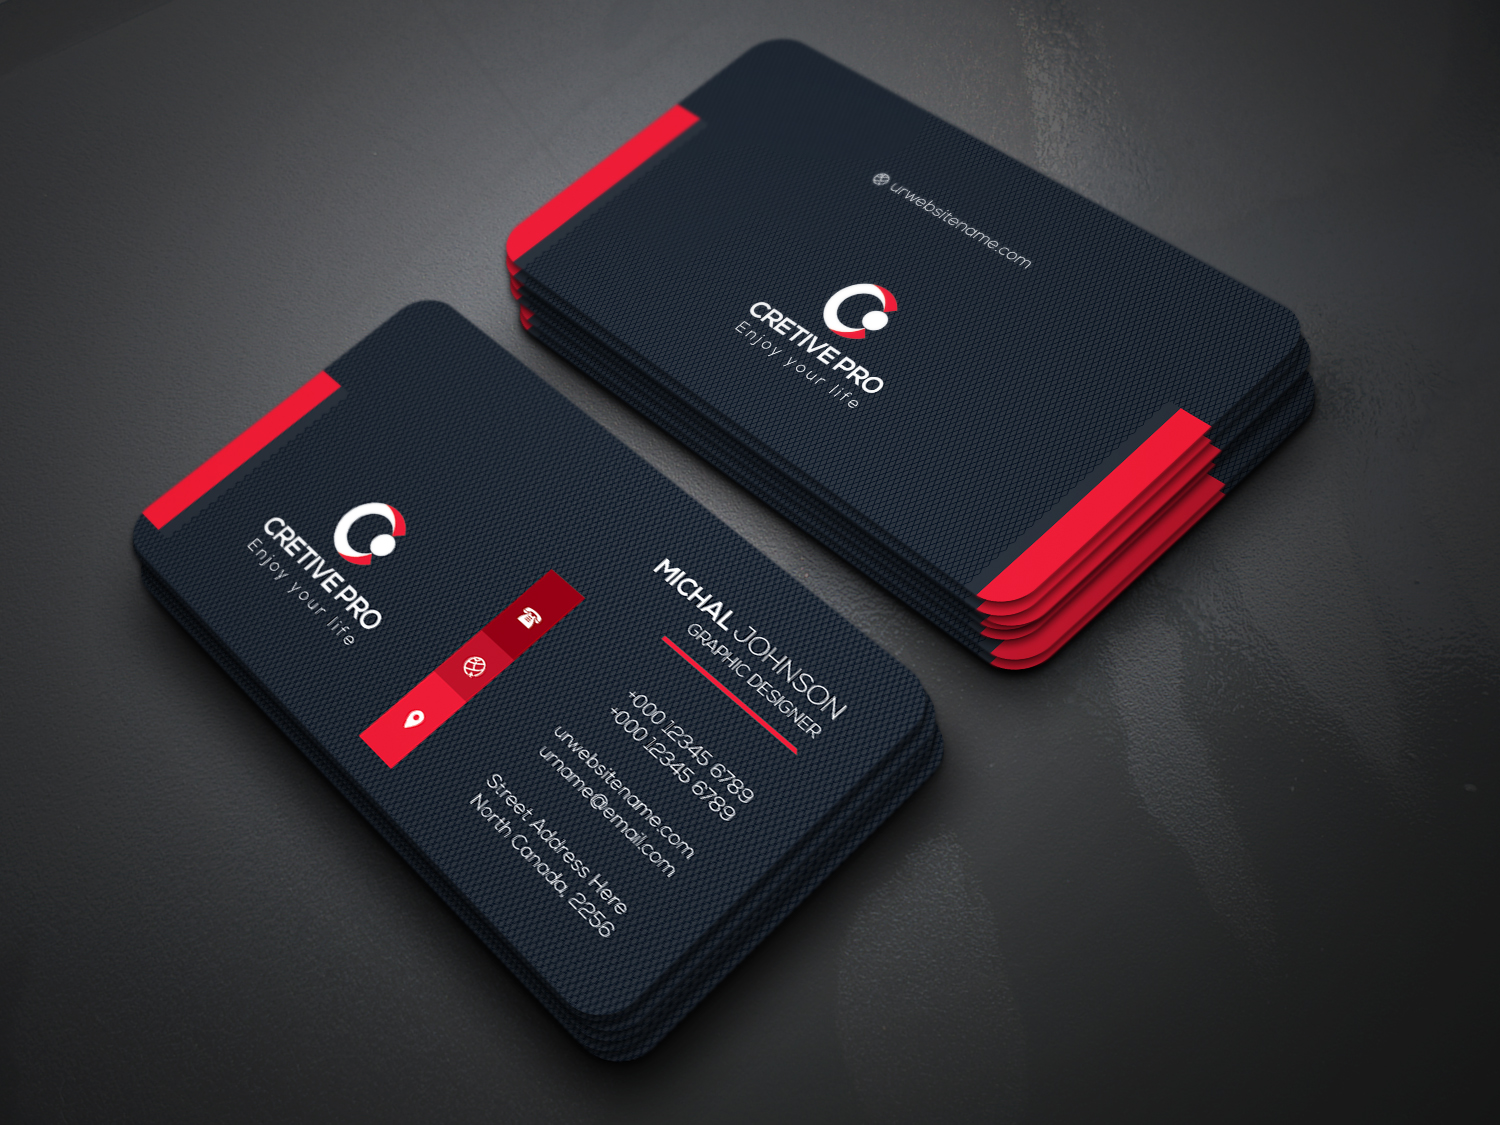 urwebsitename.com
CRETIVE PRO
Enjoy your life
CRETIVE PRO
Enjoy your life
MICHAL JOHNSON
GRAPHIC DESIGNER
+000 12345 6789
+000 12345 6789
urwebsitename.com
urname@email.com
Street Address Here
North Canada, 2256